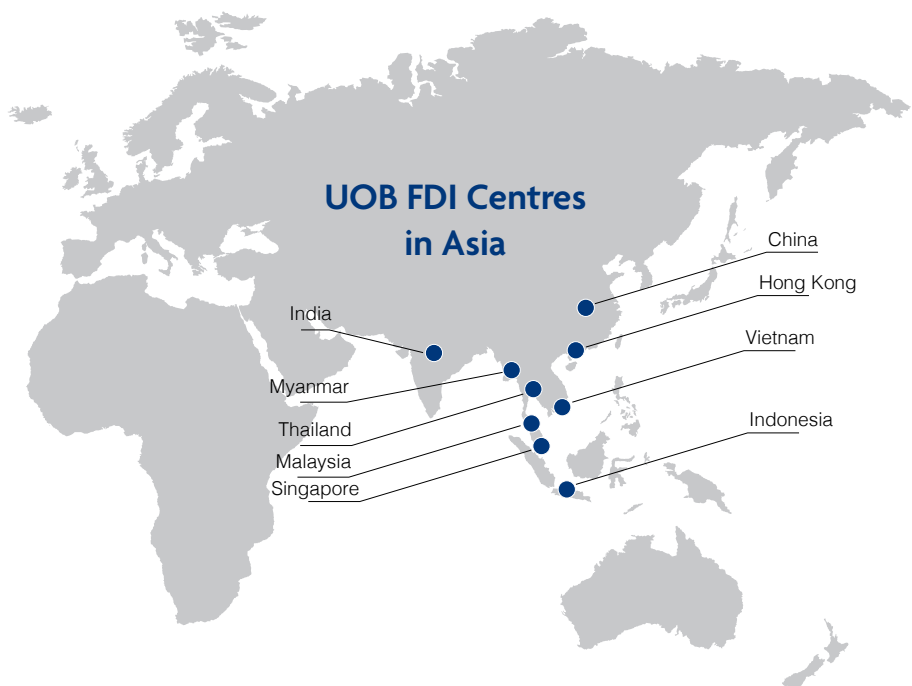 UOB FDI Centres
in Asia
China
Hong Kong
India
Vietnam
Myanmar
Indonesia
Thailand
Malaysia
Singapore